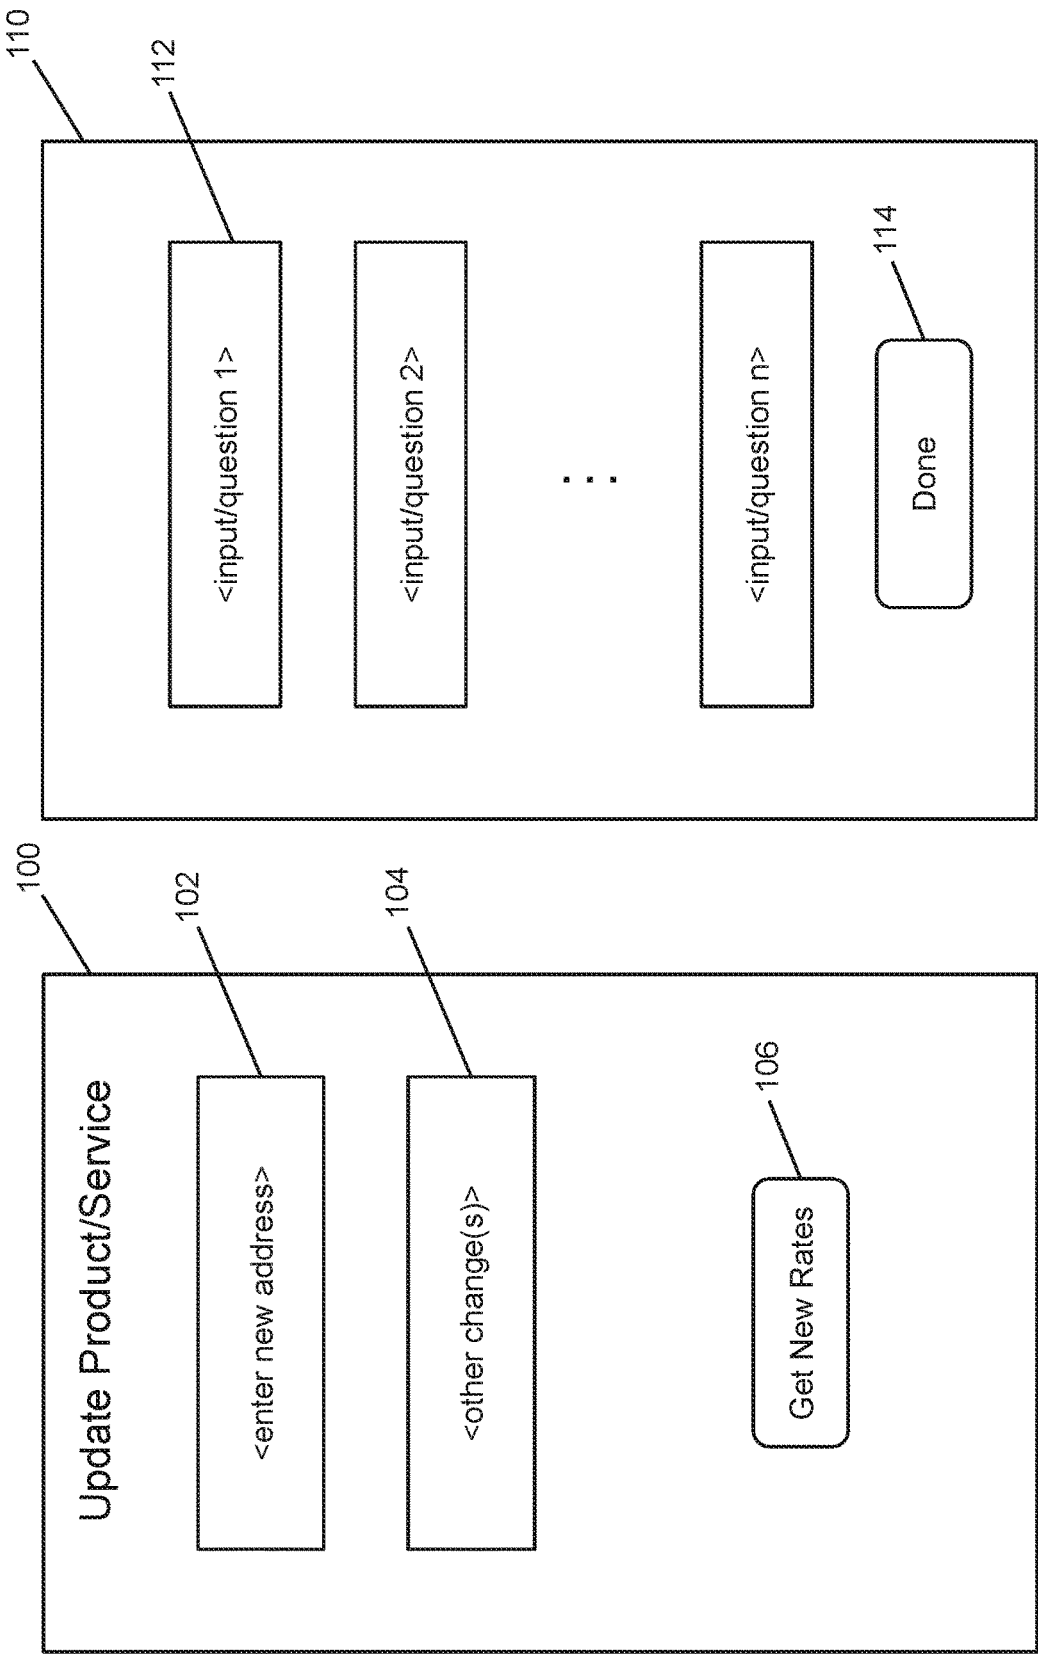 100
Update Product/Service
102
<enter new address>
104
<other change(s)>
106
Get New Rates
110
112
<input/question 1>
<input/question 2>
. . .
<input/question n>
114
Done